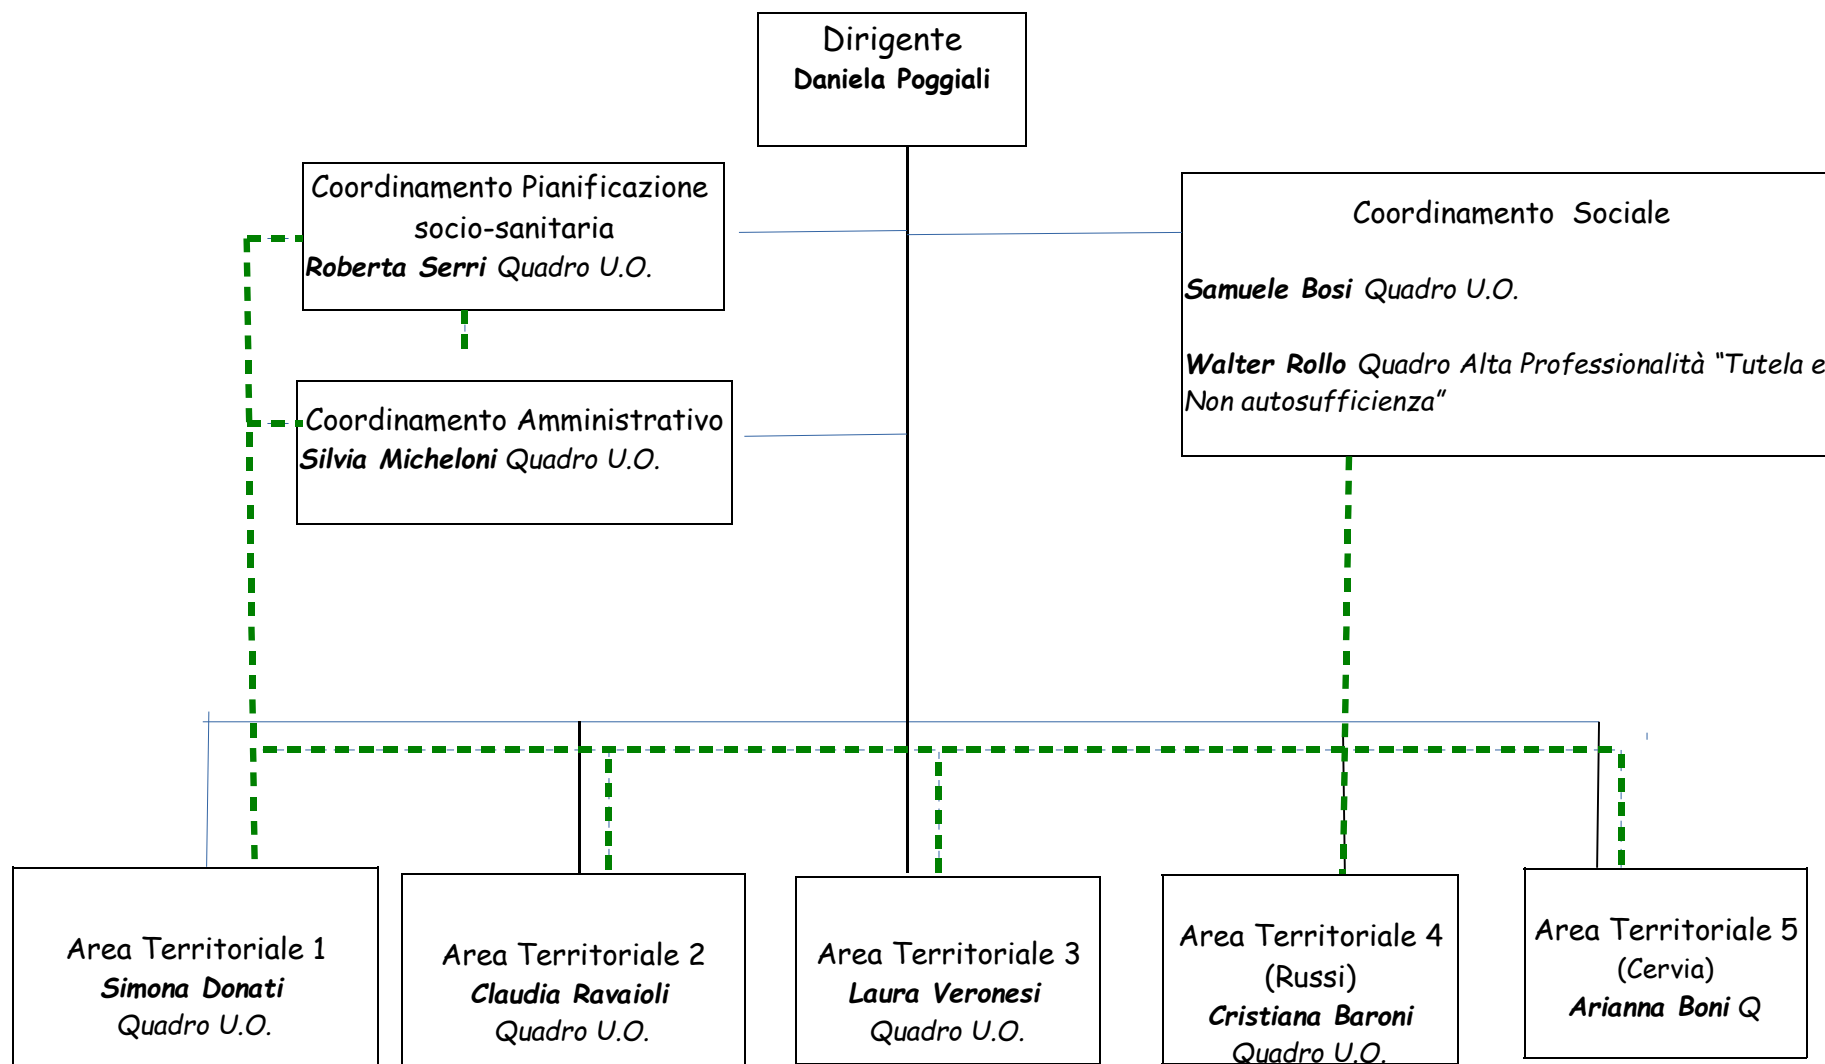 Dirigente
Daniela Poggiali
Coordinamento Pianificazione
socio-sanitaria
Roberta Serri Quadro U.O.
Coordinamento Sociale
Samuele Bosi Quadro U.O.
Walter Rollo Quadro Alta Professionalità “Tutela e
Non autosufficienza”
Coordinamento Amministrativo
Silvia Micheloni Quadro U.O.
Area Territoriale 1
Simona Donati
Quadro U.O.
Area Territoriale 2
Claudia Ravaioli
Quadro U.O.
Area Territoriale 3
Laura Veronesi
Quadro U.O.
Area Territoriale 4
(Russi)
Cristiana Baroni
Quadro U.O.
Area Territoriale 5
(Cervia)
Arianna Boni Q